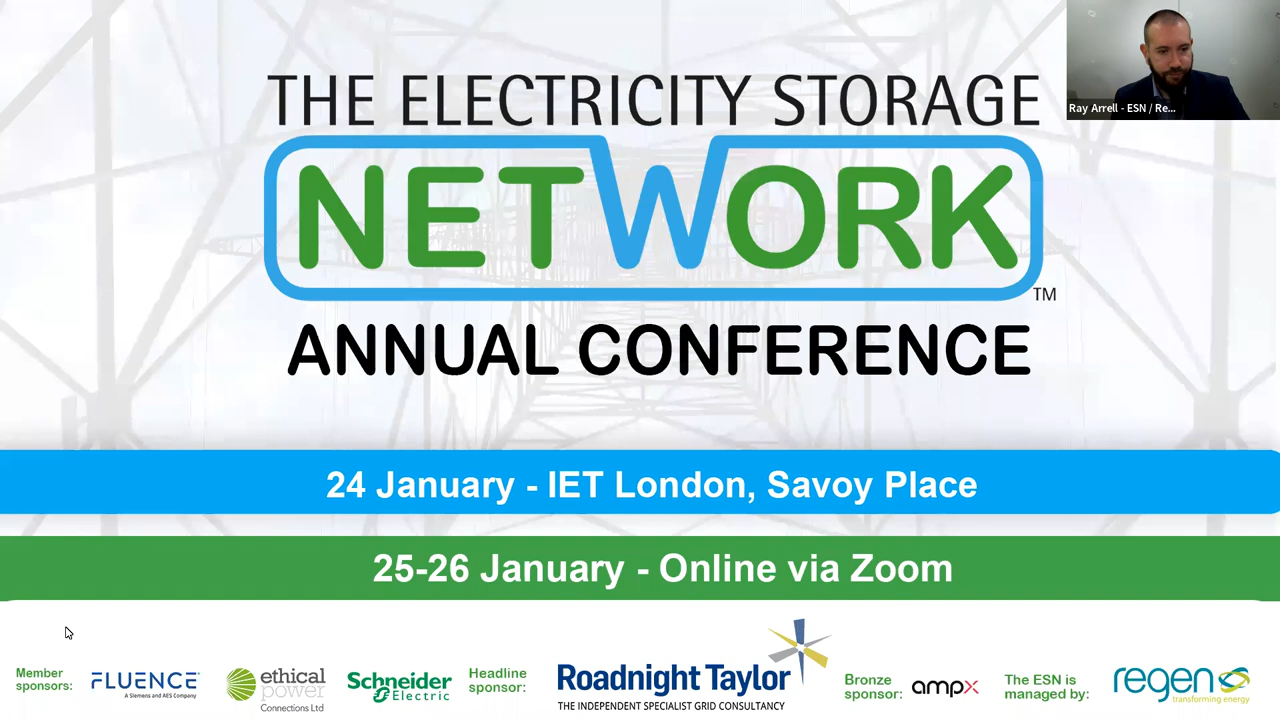 THE ELECTRICITY STORAGE
NETWORK
TM
ANNUAL CONFERENCE
Ray Arrell - ESN / Re...
24 January - IET London, Savoy Place
25-26 January - Online via Zoom
Member
sponsors:
FLUENCE
A Siemens and AES Company
ethical
power
Connections Ltd
Schneider
Electric
Headline
sponsor:
Roadnight Taylor
THE INDEPENDENT SPECIALIST GRID CONSULTANCY
Bronze
sponsor:
ampx
The ESN is
managed by:
regen
transforming energy